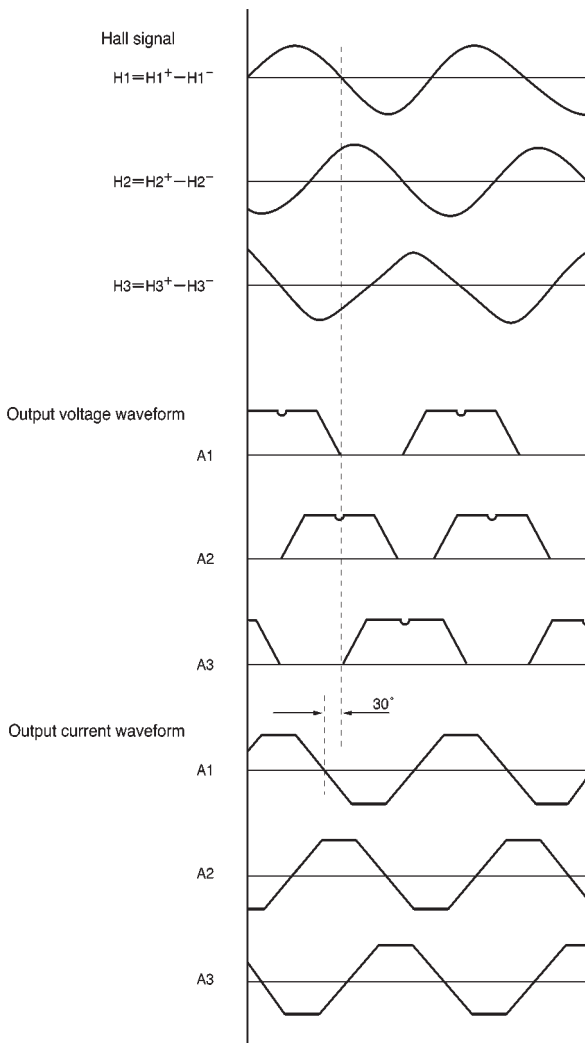 Hall signal
H1=H1⁺−H1⁻
H2=H2⁺−H2⁻
H3=H3⁺−H3⁻
Output voltage waveform
A1
A2
A3
30°
Output current waveform
A1
A2
A3